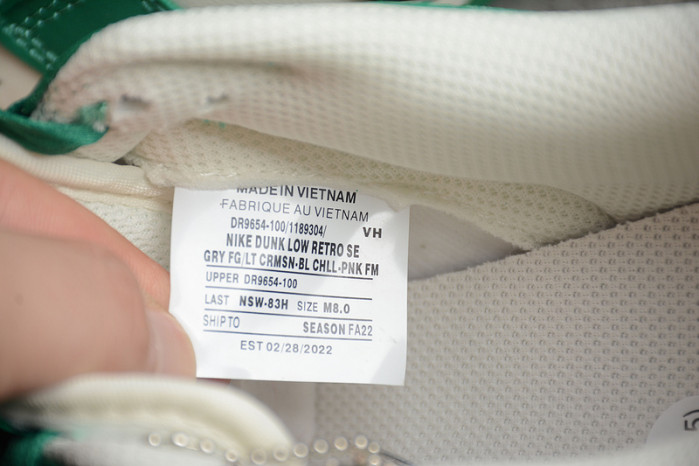 MADE IN VIETNAM
FABRIQUE AU VIETNAM
DR9654-100/1189304/ VH
NIKE DUNK LOW RETRO SE
GRY FG/LT CRMSN-BL CHLL-PNK FM
UPPER DR9654-100
LAST NSW-83H SIZE M8.0
SHIP TO SEASON FA22
EST 02/28/2022